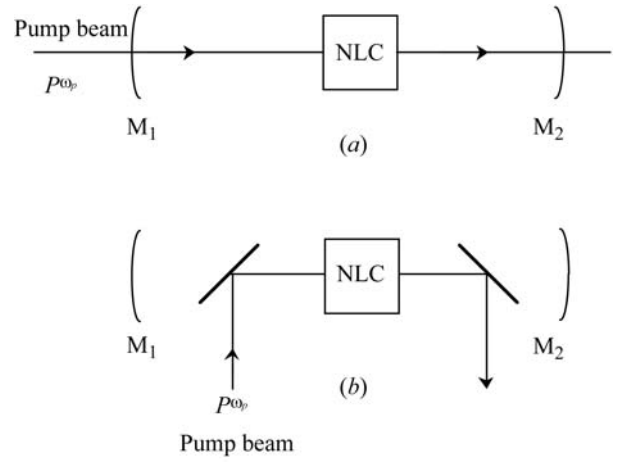 Pump beam
NLC
P^ωp
M1
M2
(a)
NLC
M1
M2
P^ωp
(b)
Pump beam